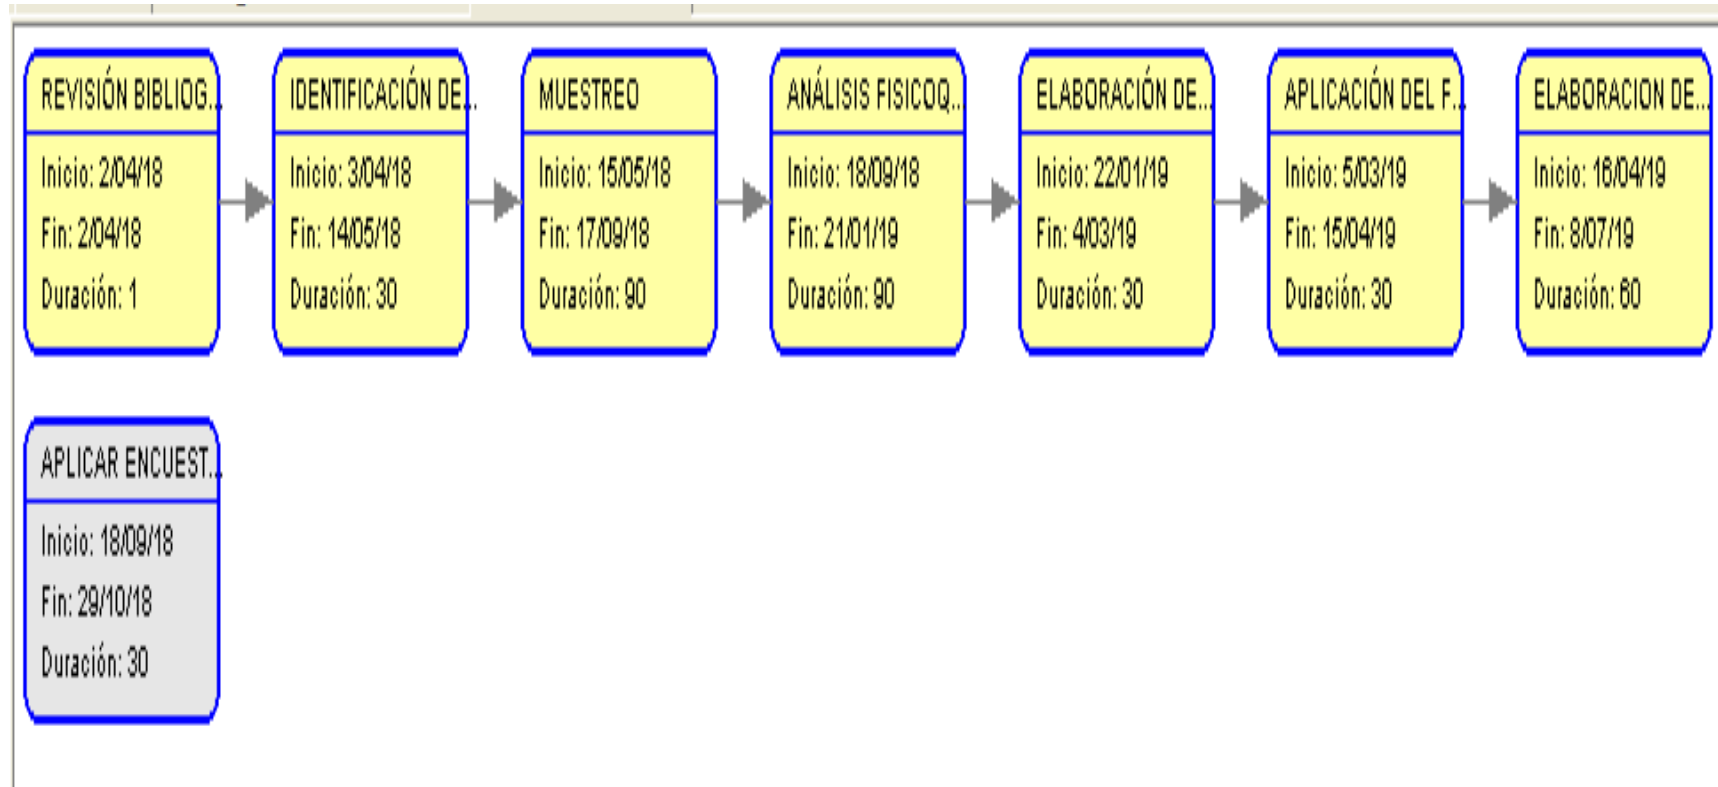 REVISIÓN BIBLIOG...
Inicio: 2/04/18
Fin: 2/04/18
Duración: 1
IDENTIFICACIÓN DE...
Inicio: 3/04/18
Fin: 14/05/18
Duración: 30
MUESTREO
Inicio: 15/05/18
Fin: 17/09/18
Duración: 90
ANÁLISIS FISICOQ...
Inicio: 18/09/18
Fin: 21/01/19
Duración: 90
ELABORACIÓN DE...
Inicio: 22/01/19
Fin: 4/03/19
Duración: 30
APLICACIÓN DEL F...
Inicio: 5/03/19
Fin: 15/04/19
Duración: 30
ELABORACION DE...
Inicio: 16/04/19
Fin: 8/07/19
Duración: 60
APLICAR ENCUEST...
Inicio: 18/09/18
Fin: 29/10/18
Duración: 30